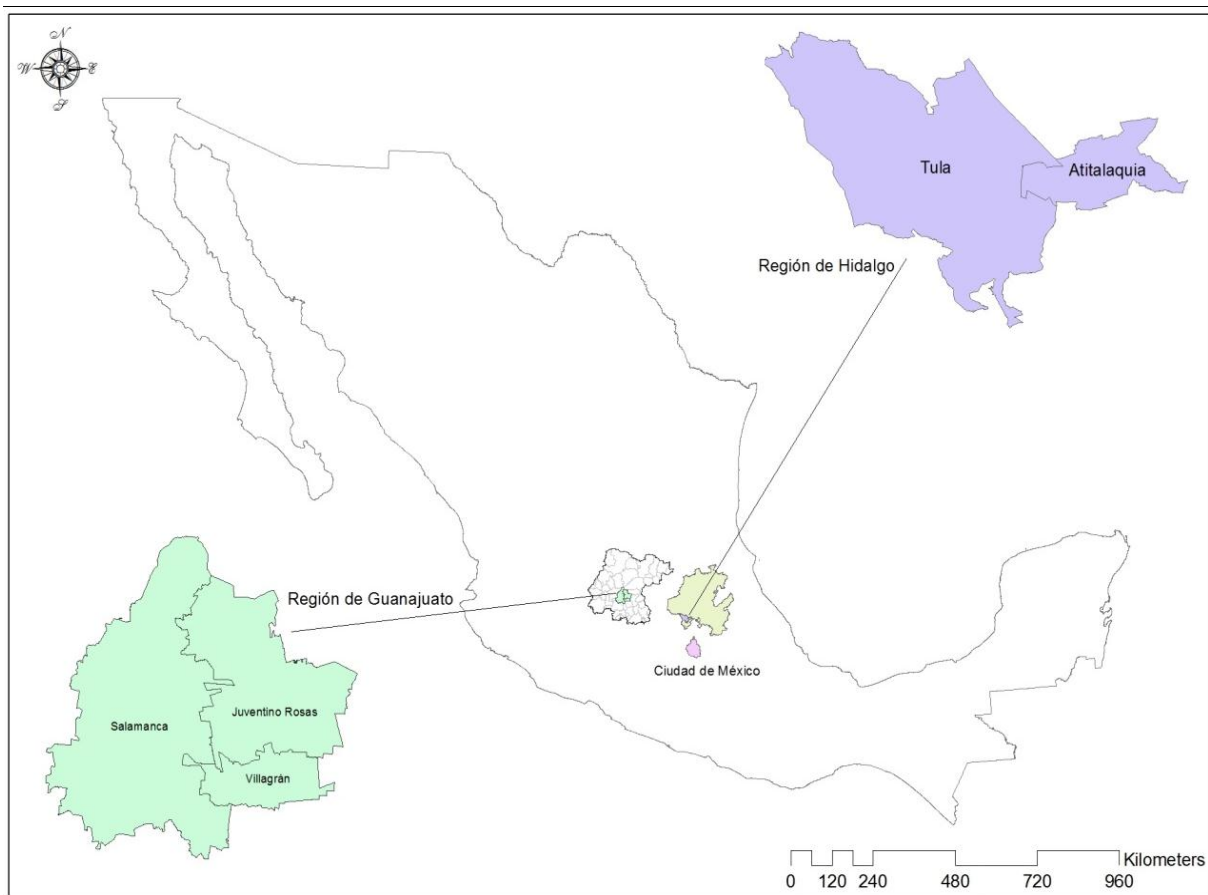 N
W E
S
Tula
Atitalaquia
Región de Hidalgo
Región de Guanajuato
Ciudad de México
Salamanca
Juventino Rosas
Villagrán
Kilometers
0 120 240 480 720 960